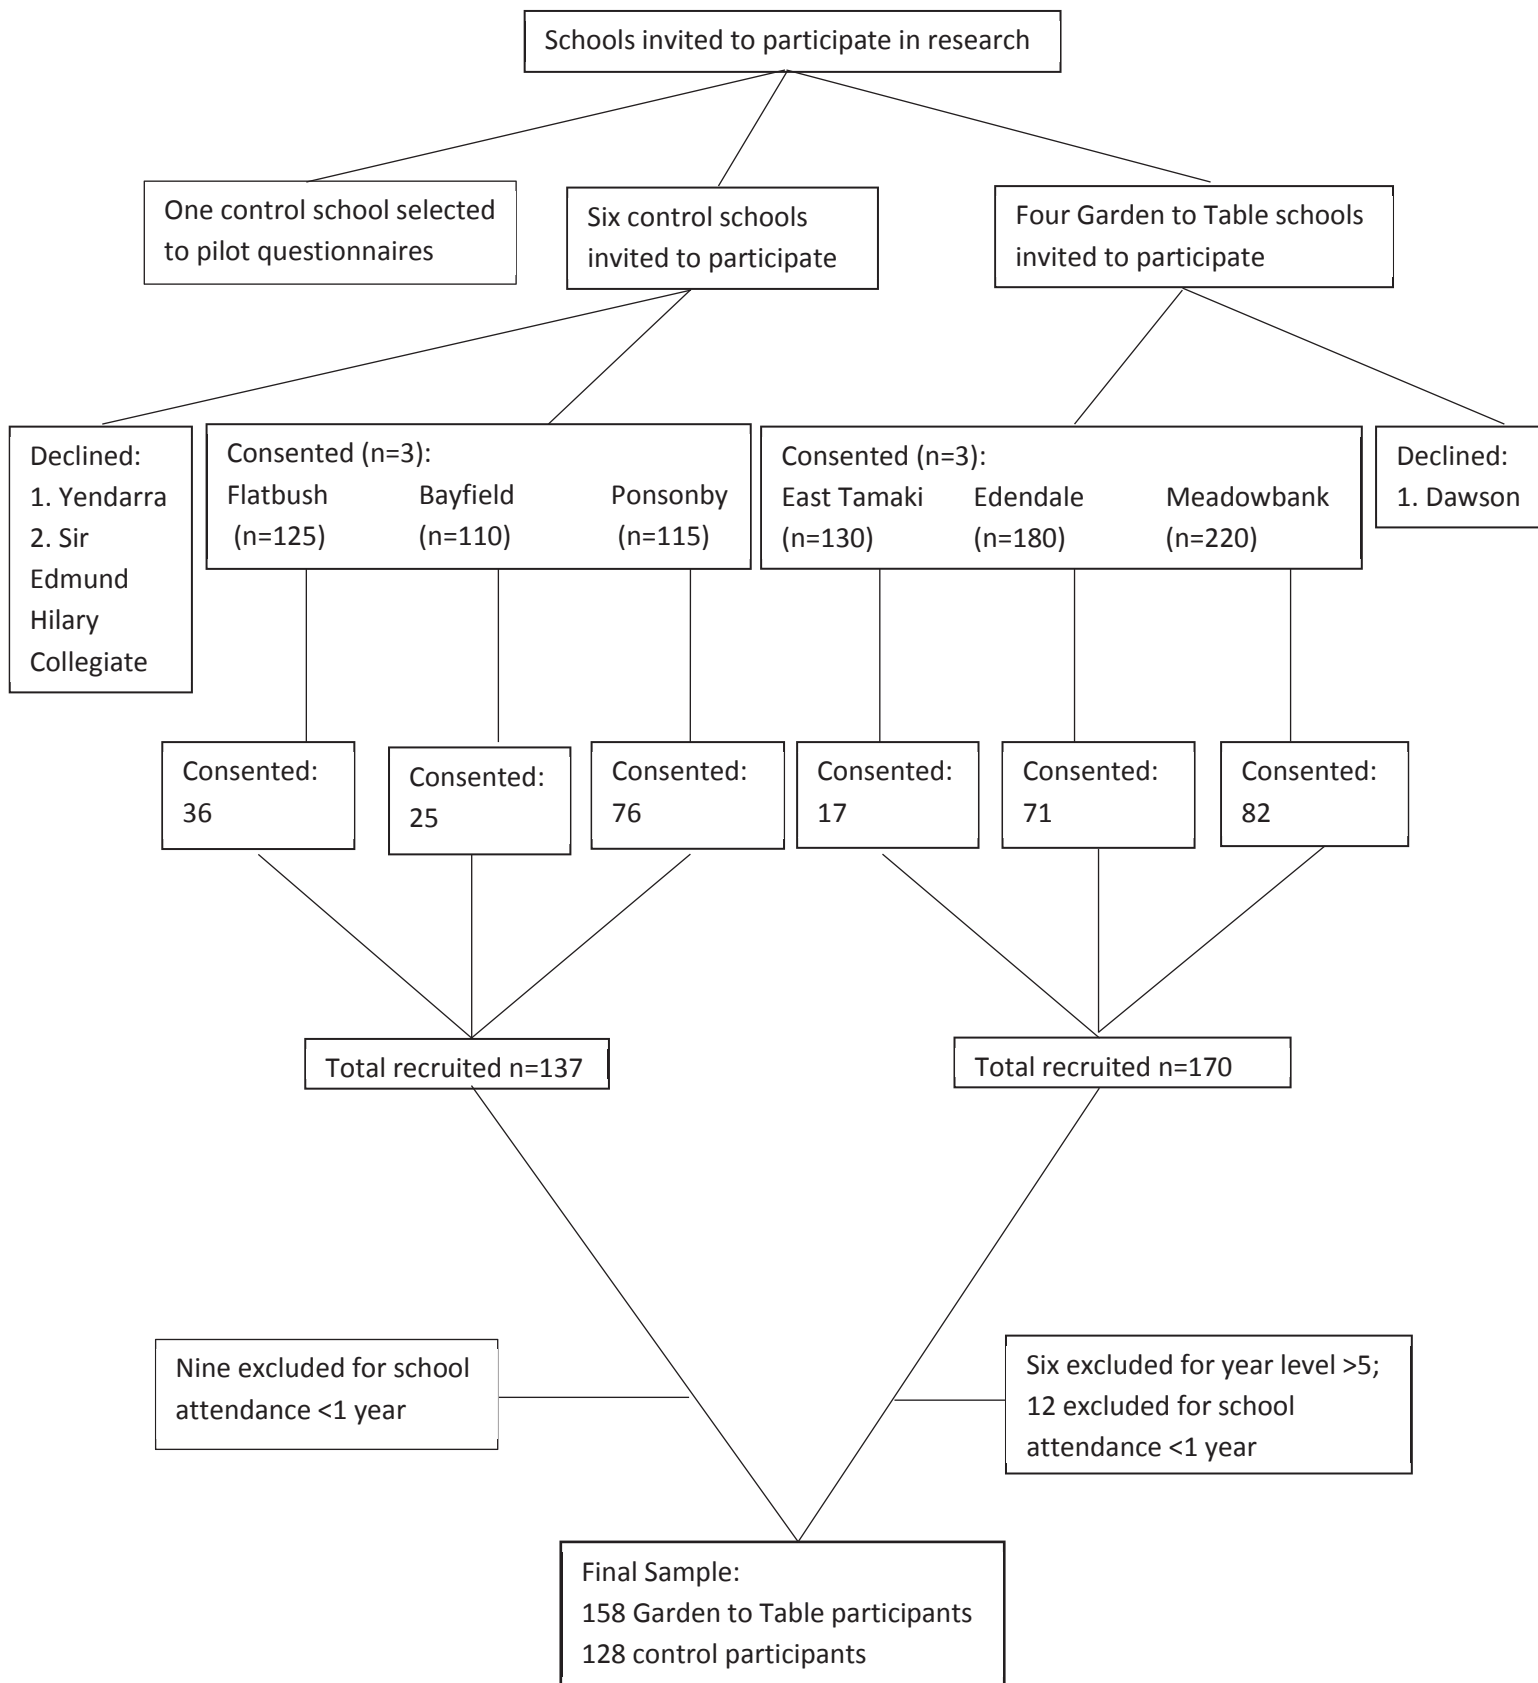 Schools invited to participate in research
One control school selected
to pilot questionnaires
Six control schools
invited to participate
Four Garden to Table schools
invited to participate
Declined:
1. Yendarra
2. Sir
Edmund
Hilary
Collegiate
Consented (n=3):
Flatbush Bayfield Ponsonby
(n=125) (n=110) (n=115)
Consented (n=3):
East Tamaki Edendale Meadowbank
(n=130) (n=180) (n=220)
Declined:
1. Dawson
Consented:
36
Consented:
25
Consented:
76
Consented:
17
Consented:
71
Consented:
82
Total recruited n=137
Total recruited n=170
Nine excluded for school
attendance <1 year
Six excluded for year level >5;
12 excluded for school
attendance <1 year
Final Sample:
158 Garden to Table participants
128 control participants